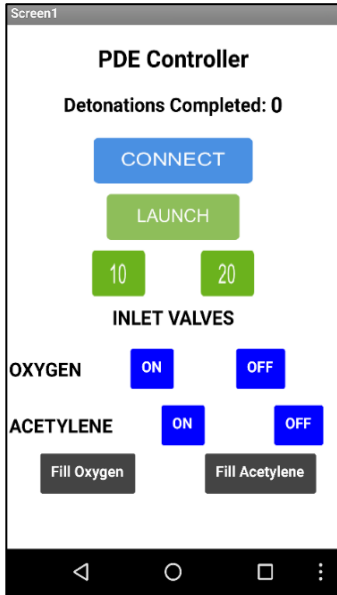 Screen1
PDE Controller
Detonations Completed: 0
CONNECT
LAUNCH
10 20
INLET VALVES
OXYGEN ON OFF
ACETYLENE ON OFF
Fill Oxygen Fill Acetylene